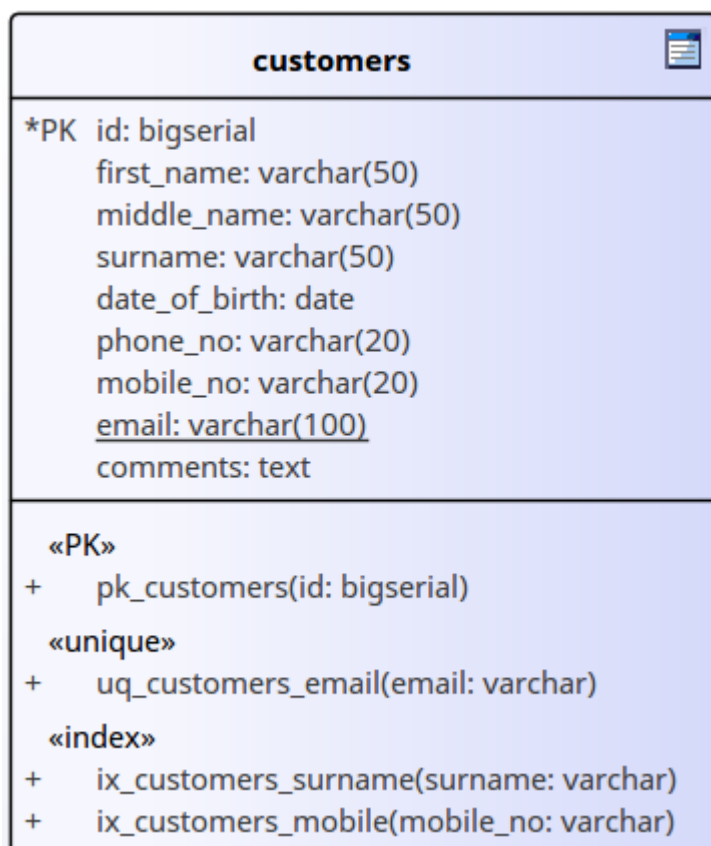 customers
*PK id: bigserial
first_name: varchar(50)
middle_name: varchar(50)
surname: varchar(50)
date_of_birth: date
phone_no: varchar(20)
mobile_no: varchar(20)
email: varchar(100)
comments: text
«PK»
+ pk_customers(id: bigserial)
«unique»
+ uq_customers_email(email: varchar)
«index»
+ ix_customers_surname(surname: varchar)
+ ix_customers_mobile(mobile_no: varchar)